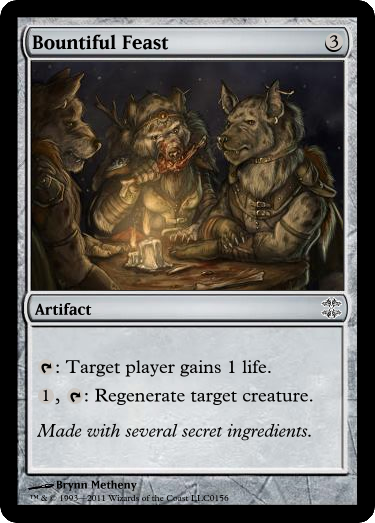 Bountiful Feast 3
Artifact
: Target player gains 1 life.
1, : Regenerate target creature.
Made with several secret ingredients.
Brynn Metheny
™ & © 1993–2011 Wizards of the Coast LLC 0156